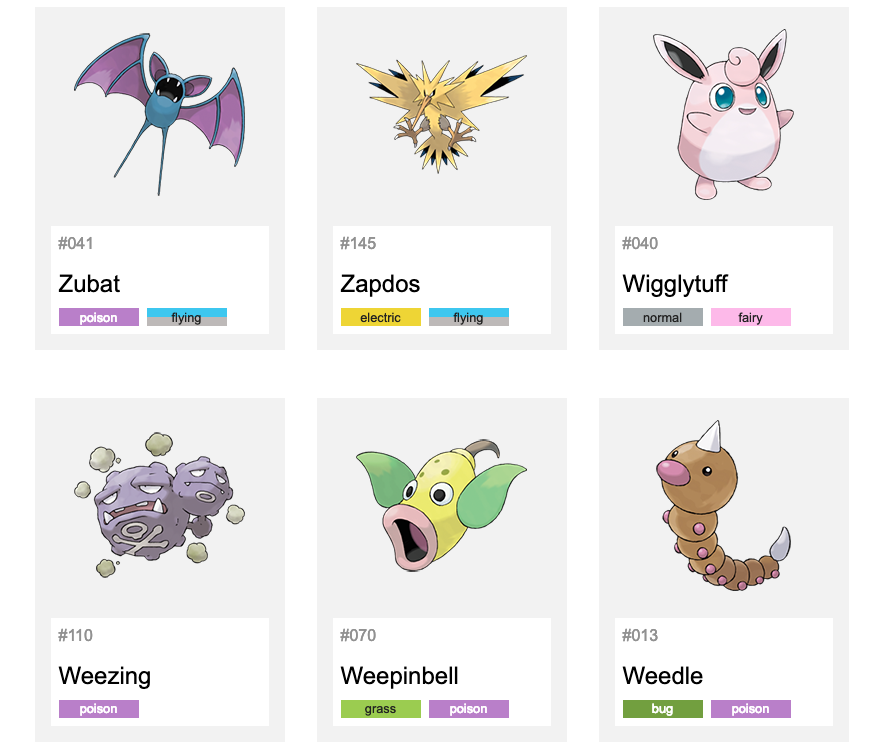 #041
Zubat
poison flying
#145
Zapdos
electric flying
#040
Wigglytuff
normal fairy
#110
Weezing
poison
#070
Weepinbell
grass poison
#013
Weedle
bug poison